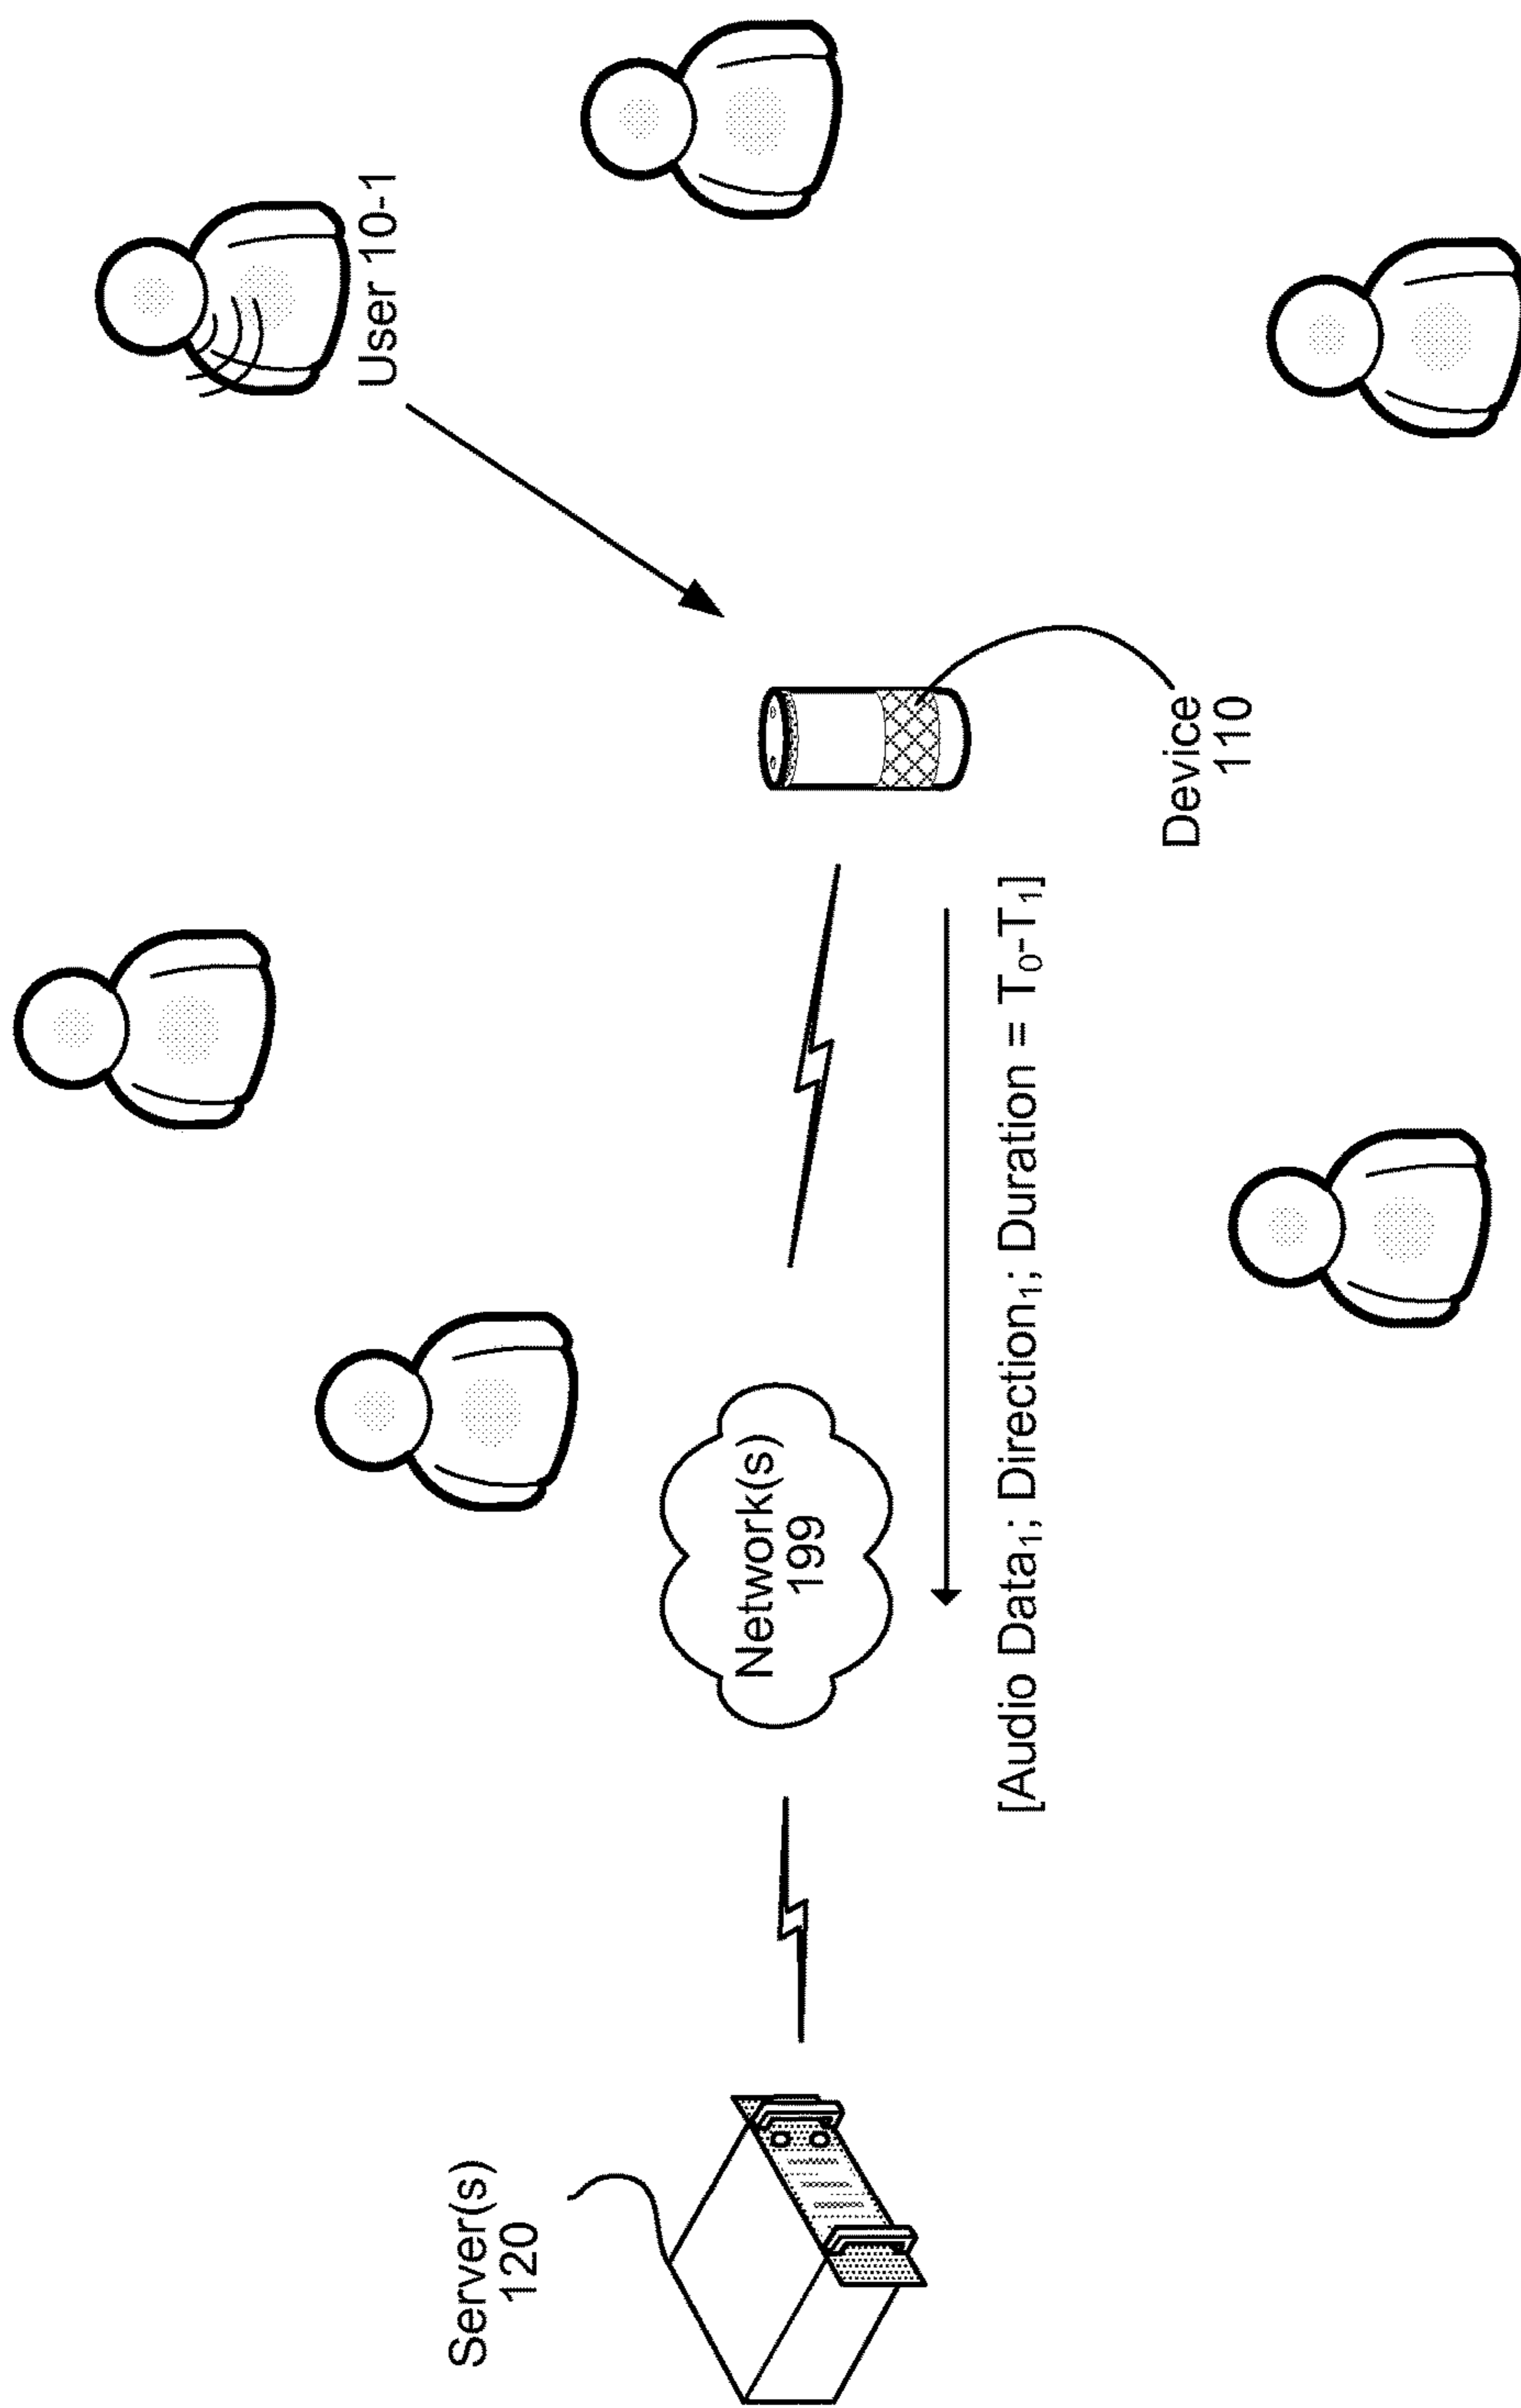 Server(s)
120
Network(s)
199
[Audio Data₁; Direction₁; Duration = T₀-T₁]
Device
110
User 10-1